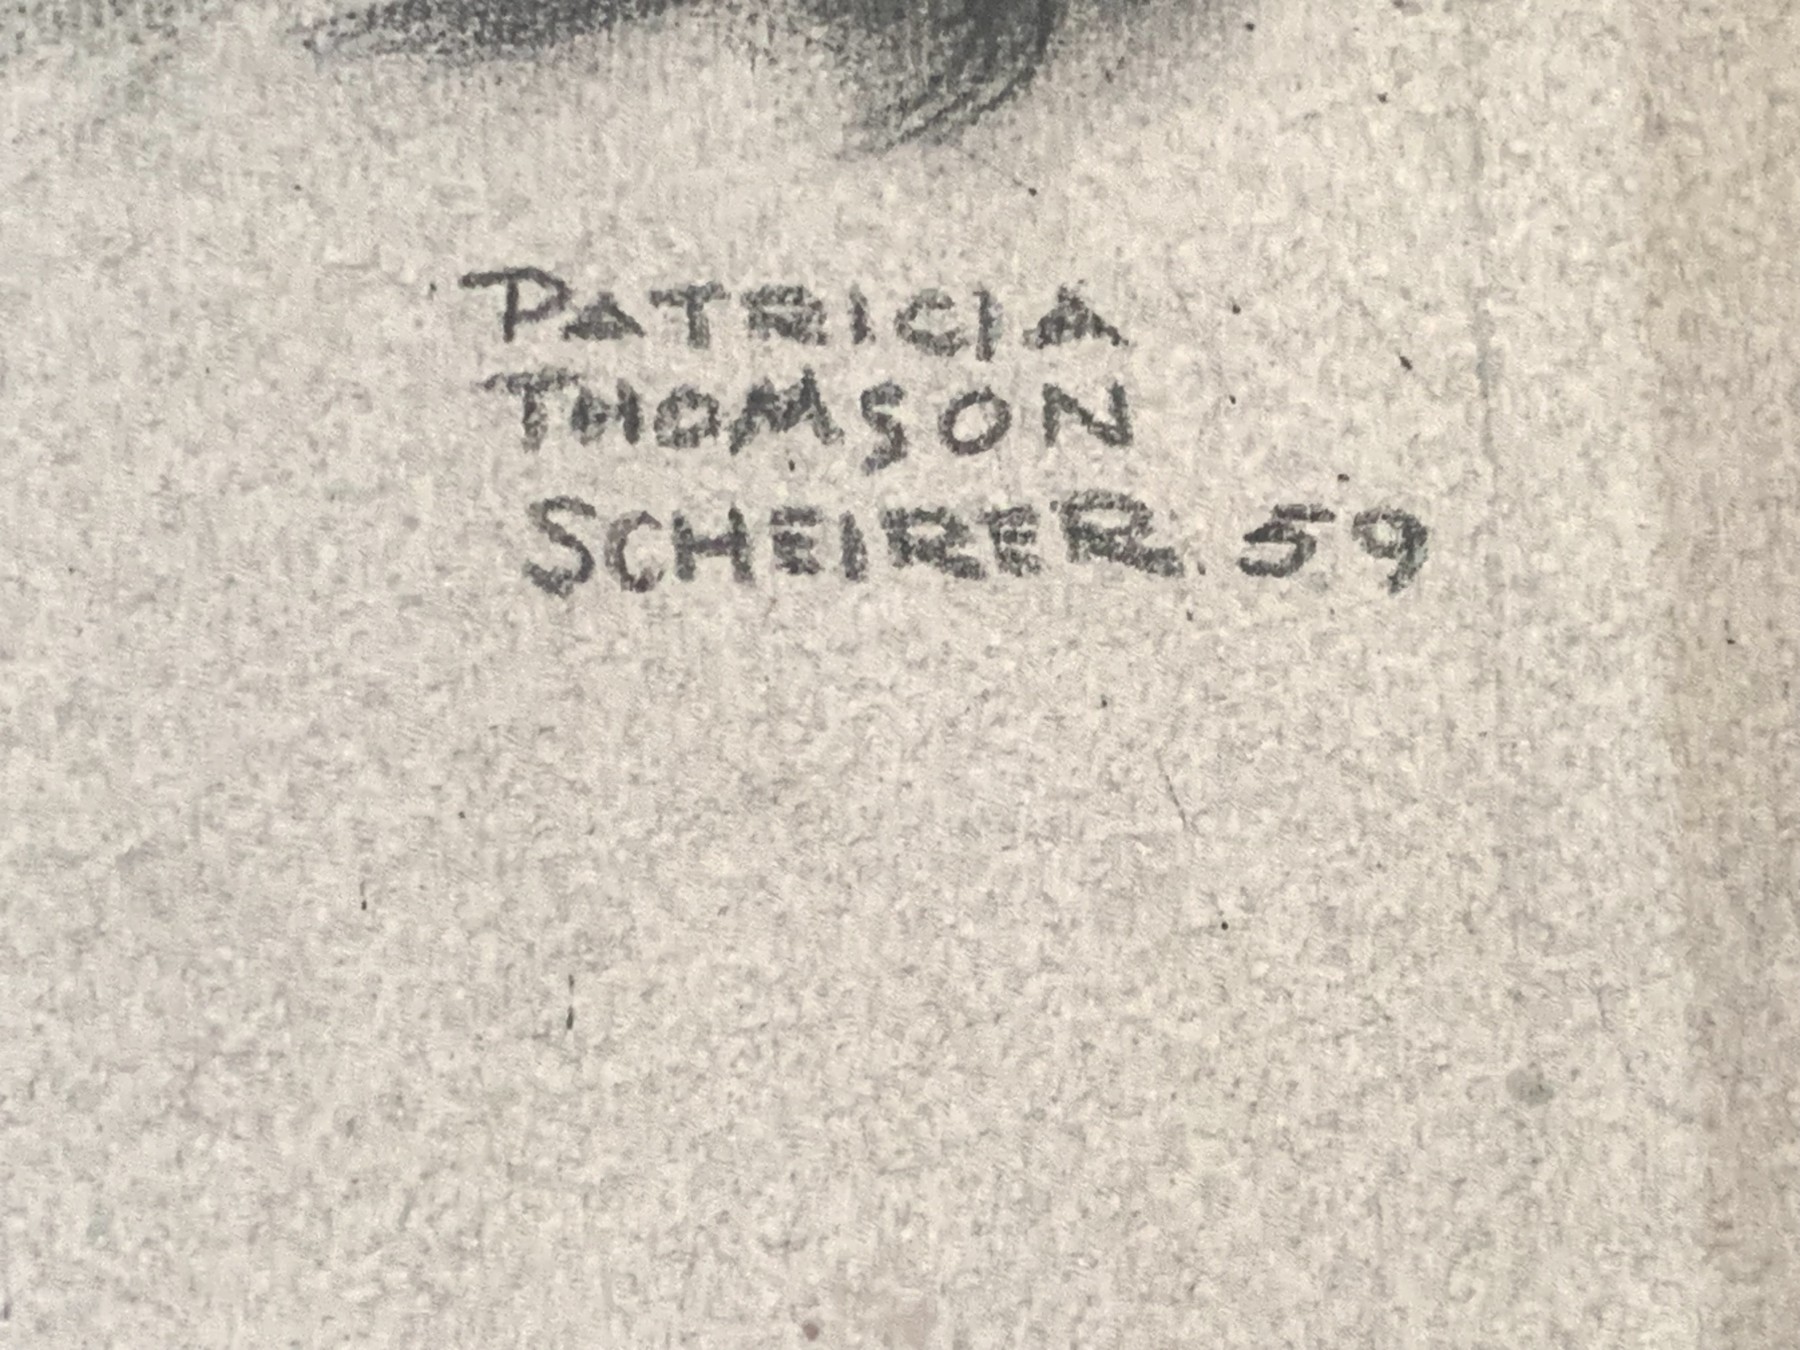 PATRICIA
THOMSON
SCHEIRER 59